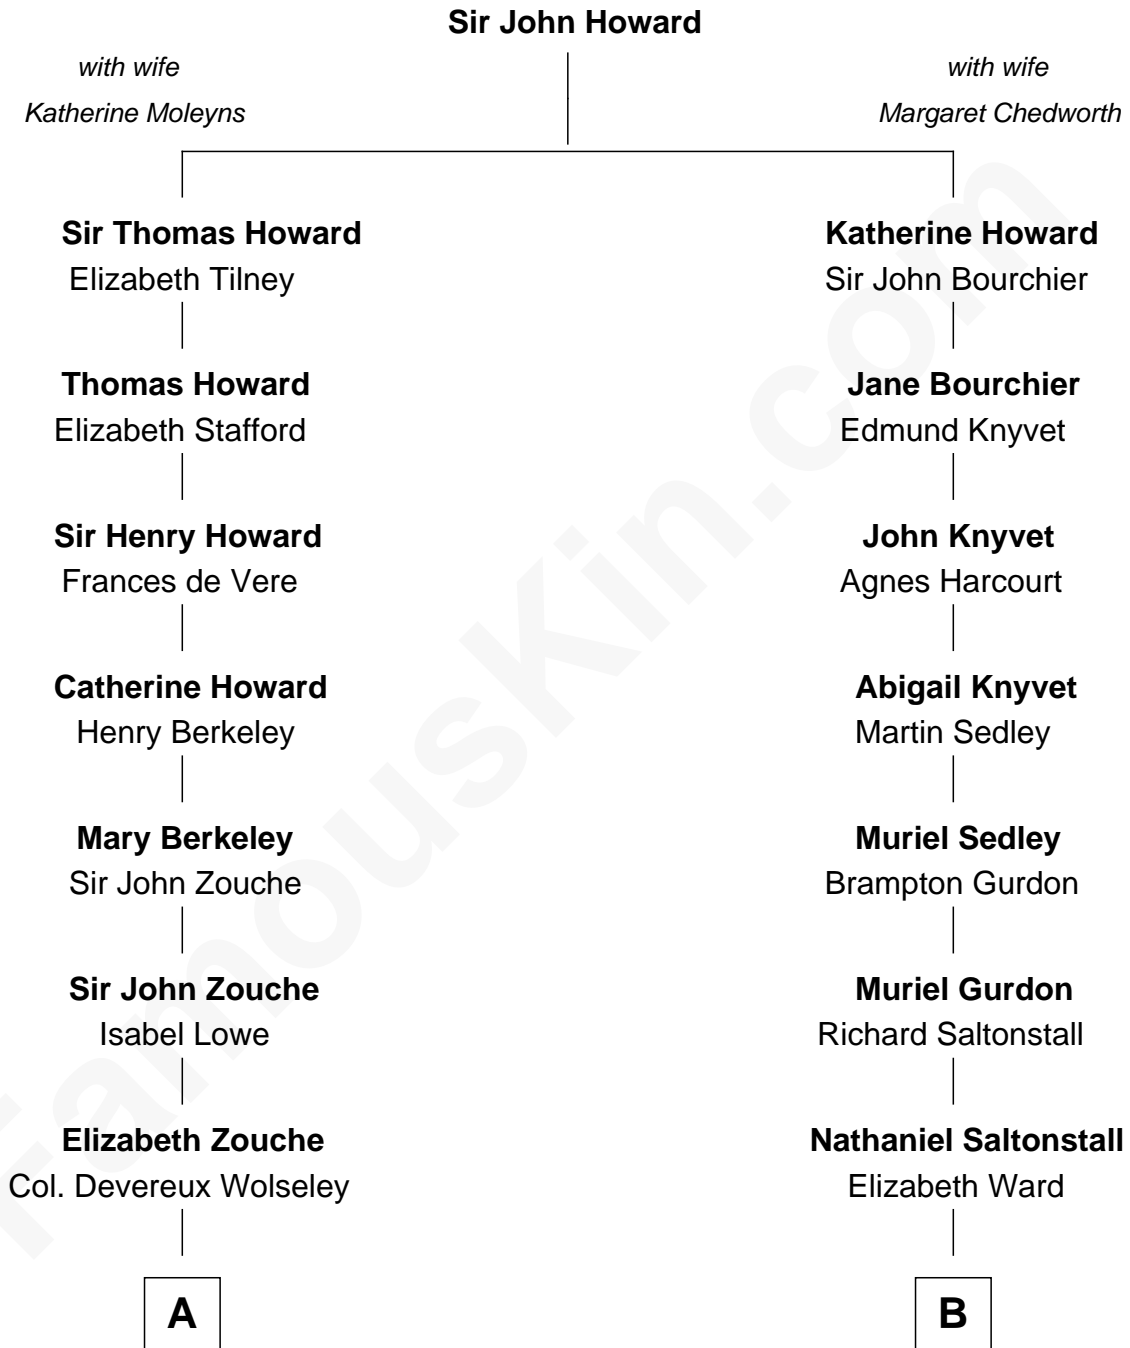 Sir John Howard
with wife
Katherine Moleyns
with wife
Margaret Chedworth
Sir Thomas Howard
Elizabeth Tilney
Katherine Howard
Sir John Bourchier
Thomas Howard
Elizabeth Stafford
Jane Bourchier
Edmund Knyvet
Sir Henry Howard
Frances de Vere
John Knyvet
Agnes Harcourt
Catherine Howard
Henry Berkeley
Abigail Knyvet
Martin Sedley
Mary Berkeley
Sir John Zouche
Muriel Sedley
Brampton Gurdon
Sir John Zouche
Isabel Lowe
Muriel Gurdon
Richard Saltonstall
Elizabeth Zouche
Col. Devereux Wolseley
Nathaniel Saltonstall
Elizabeth Ward
A
B
FamousKin.com